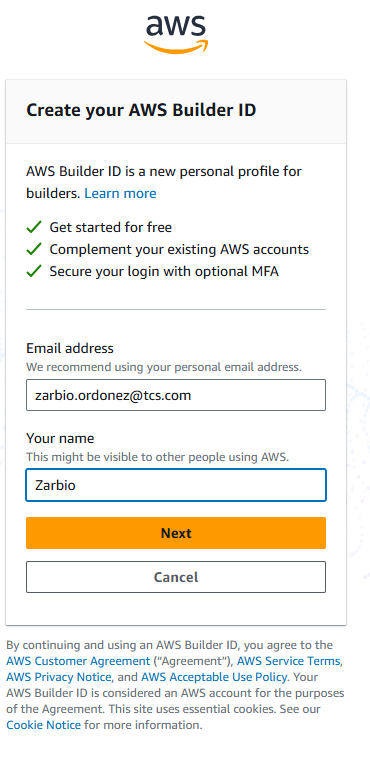 aws
Create your AWS Builder ID
AWS Builder ID is a new personal profile for
builders. Learn more
Get started for free
Complement your existing AWS accounts
Secure your login with optional MFA
Email address
We recommend using your personal email address.
zarbio.ordonez@tcs.com
Your name
This might be visible to other people using AWS.
Zarbio
Next
Cancel
By continuing and using an AWS Builder ID, you agree to the
AWS Customer Agreement (“Agreement”), AWS Service Terms,
AWS Privacy Notice, and AWS Acceptable Use Policy. Your
AWS Builder ID is considered an AWS account for the purposes
of the Agreement. This site uses essential cookies. See our
Cookie Notice for more information.